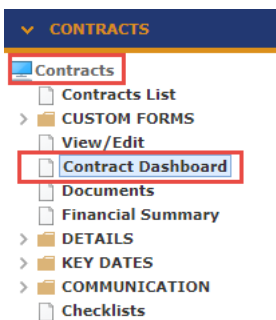 CONTRACTS
Contracts
Contracts List
CUSTOM FORMS
View/Edit
Contract Dashboard
Documents
Financial Summary
DETAILS
KEY DATES
COMMUNICATION
Checklists